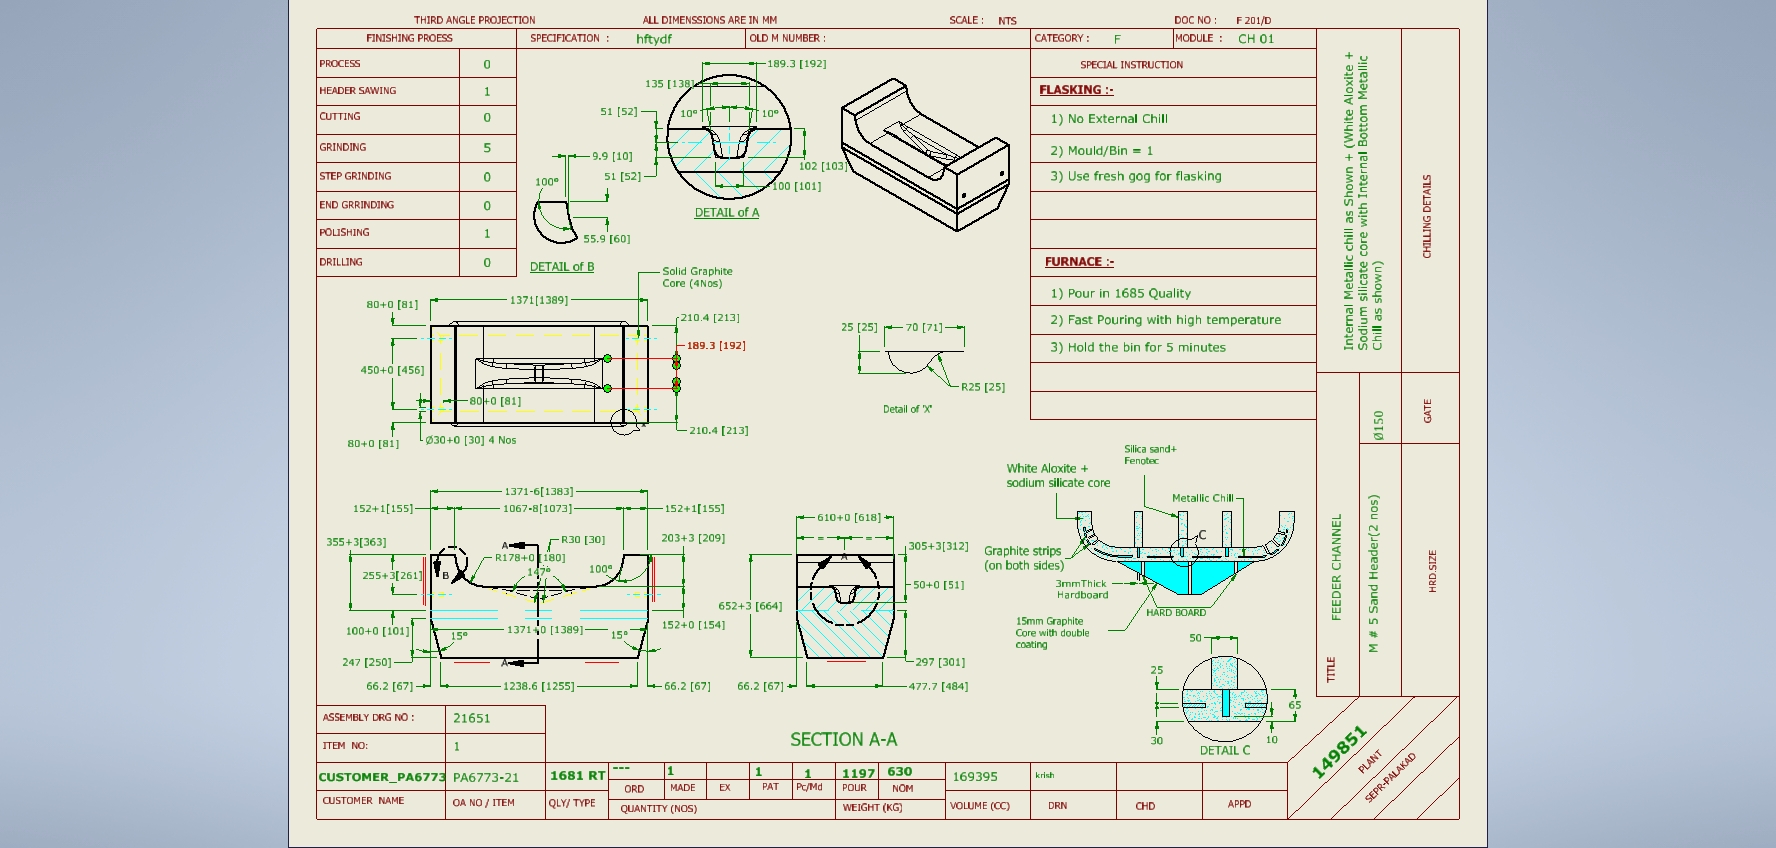 THIRD ANGLE PROJECTION
ALL DIMENSSIONS ARE IN MM
SCALE : NTS
DOC NO : F 201/D
FINISHING PROESS
SPECIFICATION : hftydf
OLD M NUMBER :
CATEGORY : F
MODULE : CH 01
PROCESS 0
HEADER SAWING 1
CUTTING 0
GRINDING 5
STEP GRINDING 0
END GRRINDING 0
POLISHING 1
DRILLING 0
189.3 [192]
135 [138]
51 [52]
10°
10°
9.9 [10]
51 [52]
102 [103]
100°
100 [101]
DETAIL of A
55.9 [60]
DETAIL of B
SPECIAL INSTRUCTION
FLASKING :-
1) No External Chill
2) Mould/Bin = 1
3) Use fresh gog for flasking
FURNACE :-
1) Pour in 1685 Quality
2) Fast Pouring with high temperature
3) Hold the bin for 5 minutes
Internal Metallic chill as Shown + (White Aloxite +
Sodium silicate core with Internal Bottom Metallic
Chill as shown)
CHILLING DETAILS
Ø150
GATE
TITLE
FEEDER CHANNEL
M # 5 Sand Header(2 nos)
HRD.SIZE
Solid Graphite
Core (4Nos)
80+0 [81]
1371[1389]
210.4 [213]
189.3 [192]
450+0 [456]
80+0 [81]
80+0 [81]
Ø30+0 [30] 4 Nos
210.4 [213]
25 [25]
70 [71]
R25 [25]
Detail of 'X'
1371-6[1383]
152+1[155]
1067-8[1073]
152+1[155]
355+3[363]
A
R30 [30]
203+3 [209]
R178+0 [180]
255+3[261]
B
147°
100°
100+0 [101]
1371+0 [1389]
152+0 [154]
15°
15°
247 [250]
A
66.2 [67]
1238.6 [1255]
66.2 [67]
610+0 [618]
= =
A
305+3[312]
50+0 [51]
652+3 [664]
297 [301]
66.2 [67]
477.7 [484]
Silica sand+
Fenotec
White Aloxite +
sodium silicate core
Metallic Chill
C
Graphite strips
(on both sides)
3mmThick
Hardboard
HARD BOARD
15mm Graphite
Core with double
coating
50
25
65
30
10
DETAIL C
SECTION A-A
ASSEMBLY DRG NO : 21651
ITEM NO: 1
CUSTOMER_PA6773 PA6773-21 1681 RT
CUSTOMER NAME OA NO / ITEM QLY/ TYPE
--- 1 1 1 1197 630
ORD MADE EX PAT Pc/Md POUR NOM
QUANTITY (NOS) WEIGHT (KG)
169395 krish
VOLUME (CC) DRN CHD APPD
149851
PLANT
SEPR-PALAKAD